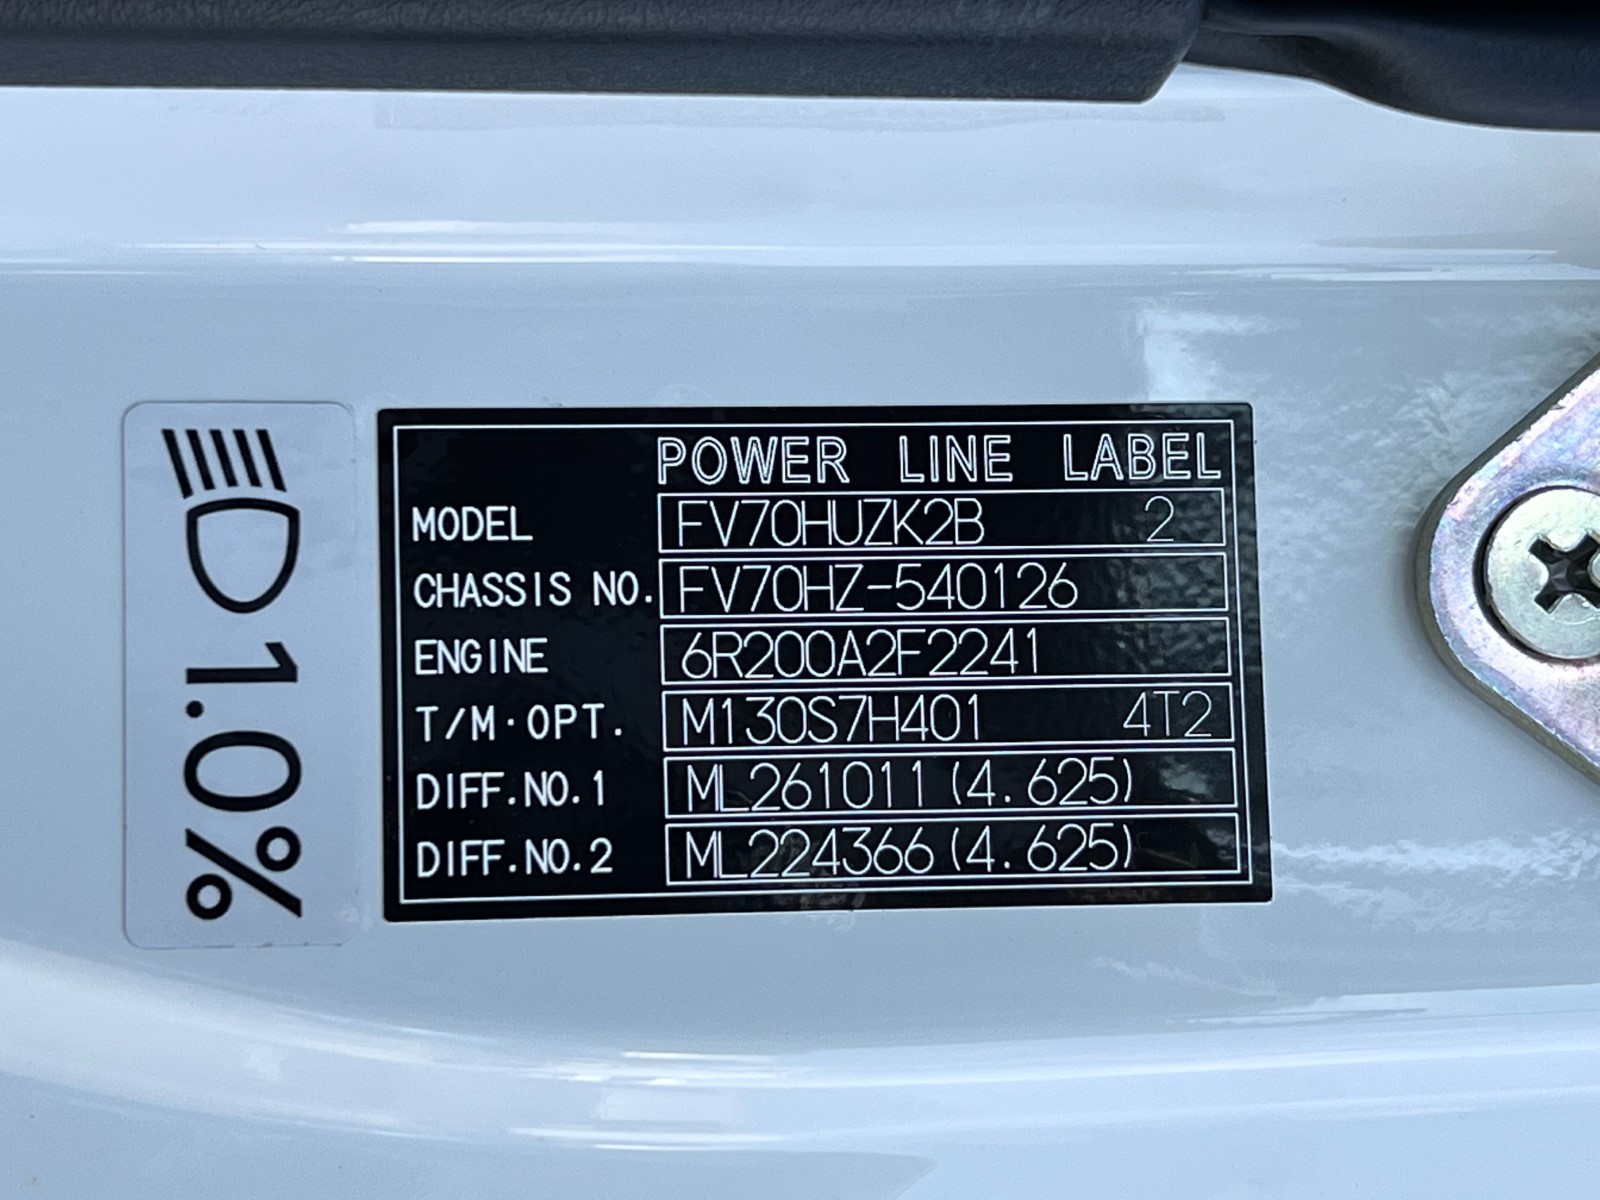 1.0%
POWER LINE LABEL
MODEL FV70HUZK2B 2
CHASSIS NO. FV70HZ-540126
ENGINE 6R200A2F2241
T/M·OPT. M130S7H401 4T2
DIFF.NO.1 ML261011(4.625)
DIFF.NO.2 ML224366(4.625)